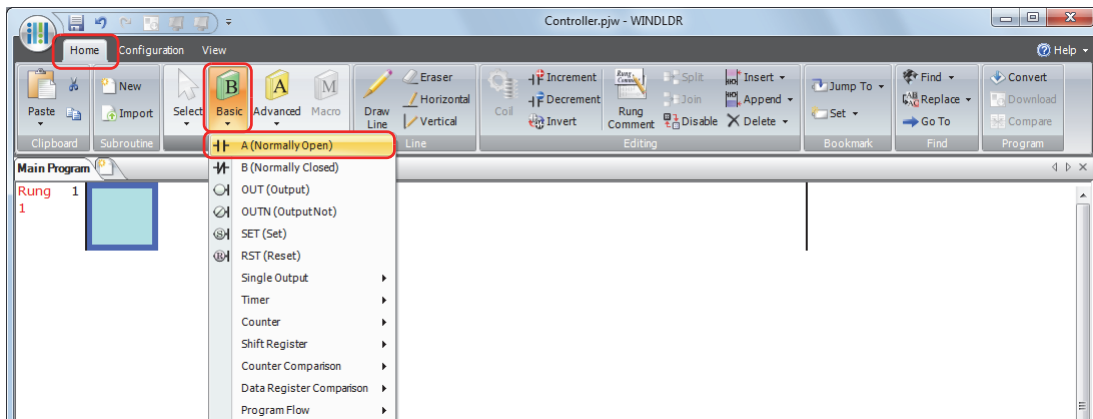 Controller.pjw - WINDLDR
Home Configuration View Help
Paste New Import Select B Basic A Advanced M Macro Draw Line Eraser Horizontal Vertical Coil Increment Decrement Invert Rung Comment Split Join Disable Insert Append Delete Jump To Set Find Replace Go To Convert Download Compare
Clipboard Subroutine Line Editing Bookmark Find Program
A (Normally Open)
B (Normally Closed)
OUT (Output)
OUTN (Output Not)
SET (Set)
RST (Reset)
Single Output
Timer
Counter
Shift Register
Counter Comparison
Data Register Comparison
Program Flow
Main Program
Rung 1
1